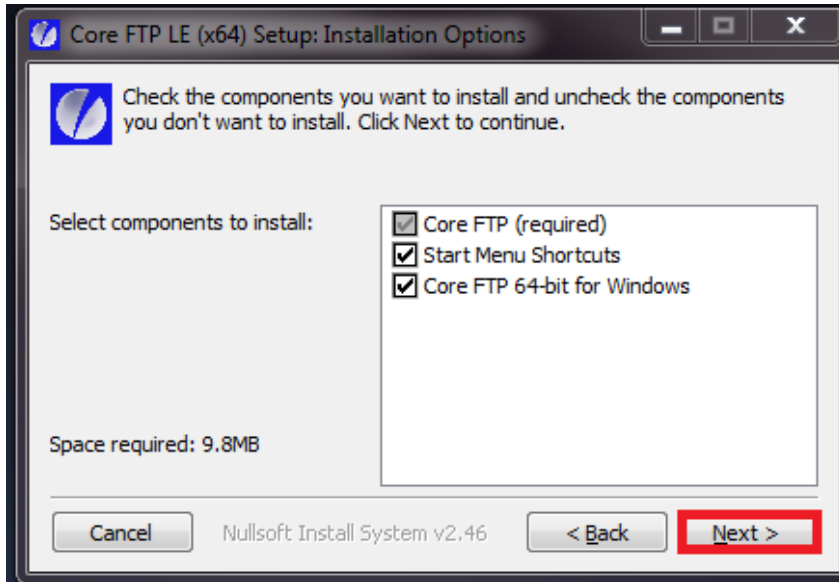 Core FTP LE (x64) Setup: Installation Options
Check the components you want to install and uncheck the components
you don't want to install. Click Next to continue.
Select components to install:
Core FTP (required)
Start Menu Shortcuts
Core FTP 64-bit for Windows
Space required: 9.8MB
Cancel
Nullsoft Install System v2.46
< Back
Next >